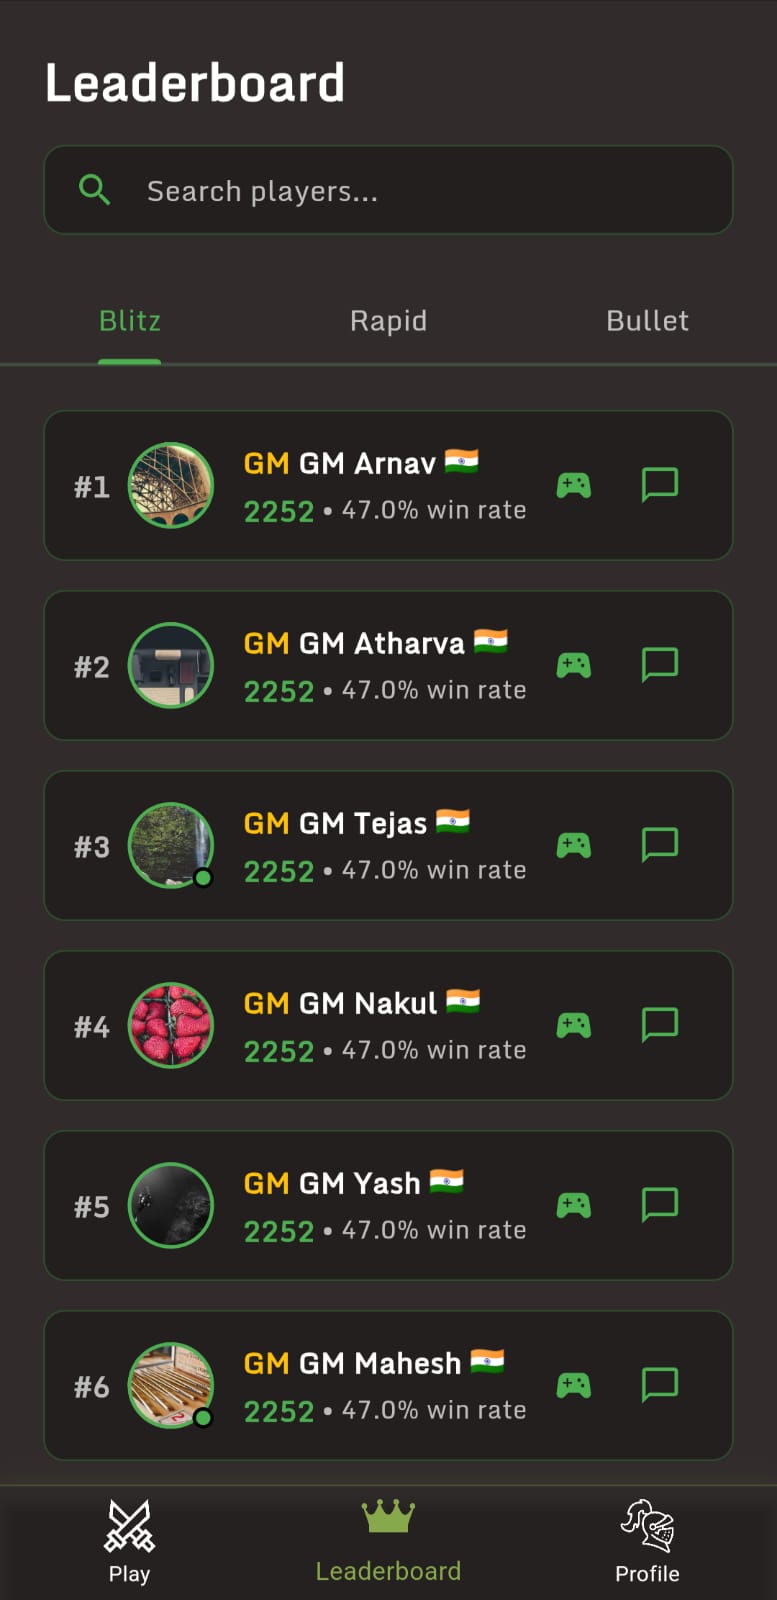 Leaderboard
Search players...
Blitz Rapid Bullet
#1 GM GM Arnav 🇮🇳
2252 • 47.0% win rate
#2 GM GM Atharva 🇮🇳
2252 • 47.0% win rate
#3 GM GM Tejas 🇮🇳
2252 • 47.0% win rate
#4 GM GM Nakul 🇮🇳
2252 • 47.0% win rate
#5 GM GM Yash 🇮🇳
2252 • 47.0% win rate
#6 GM GM Mahesh 🇮🇳
2252 • 47.0% win rate
Play Leaderboard Profile